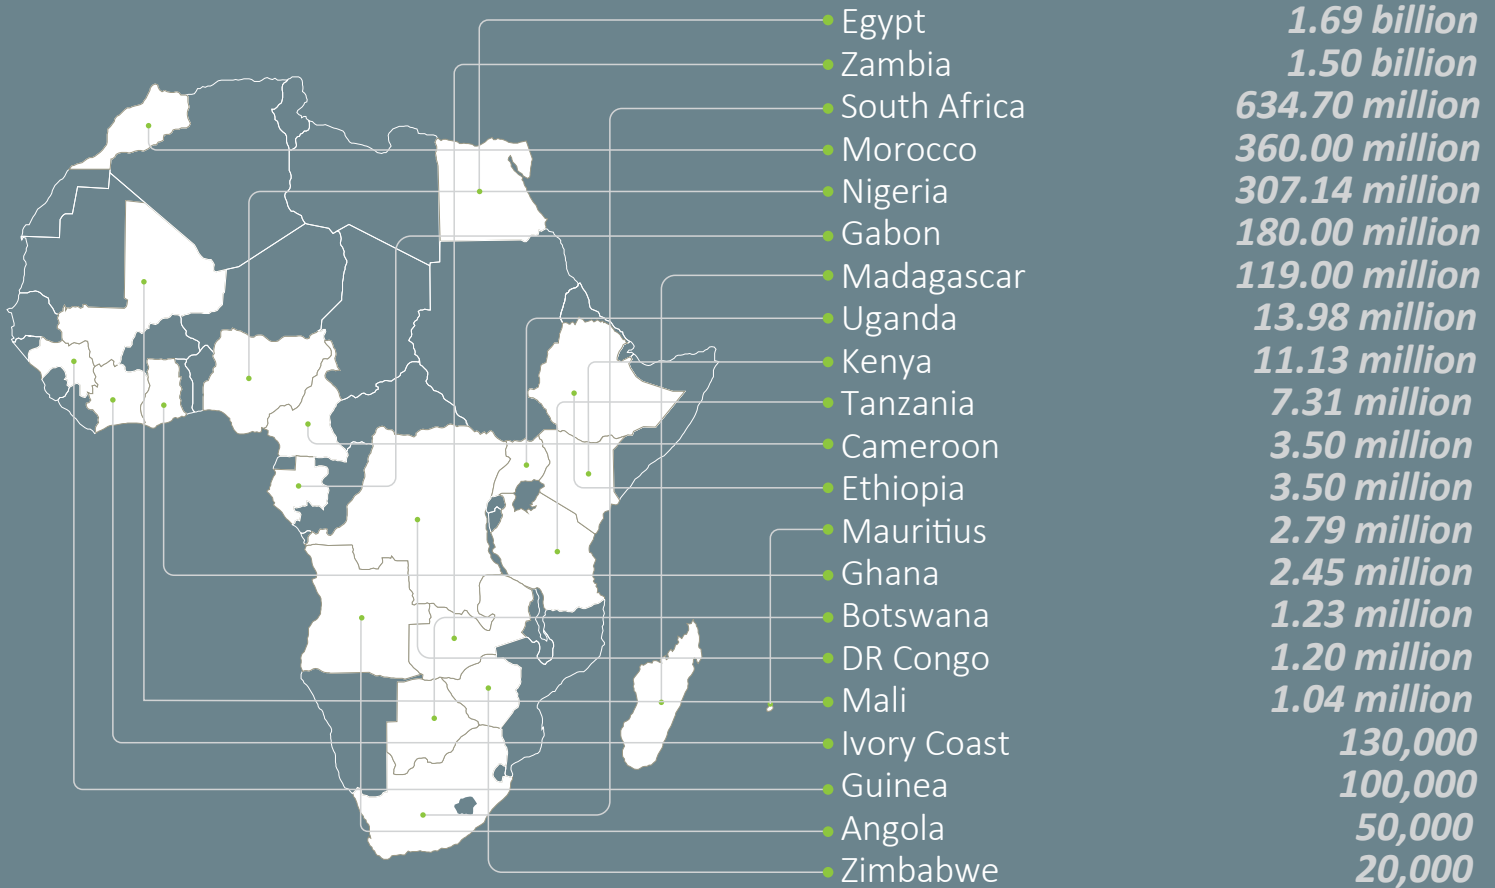 Egypt 1.69 billion
Zambia 1.50 billion
South Africa 634.70 million
Morocco 360.00 million
Nigeria 307.14 million
Gabon 180.00 million
Madagascar 119.00 million
Uganda 13.98 million
Kenya 11.13 million
Tanzania 7.31 million
Cameroon 3.50 million
Ethiopia 3.50 million
Mauritius 2.79 million
Ghana 2.45 million
Botswana 1.23 million
DR Congo 1.20 million
Mali 1.04 million
Ivory Coast 130,000
Guinea 100,000
Angola 50,000
Zimbabwe 20,000